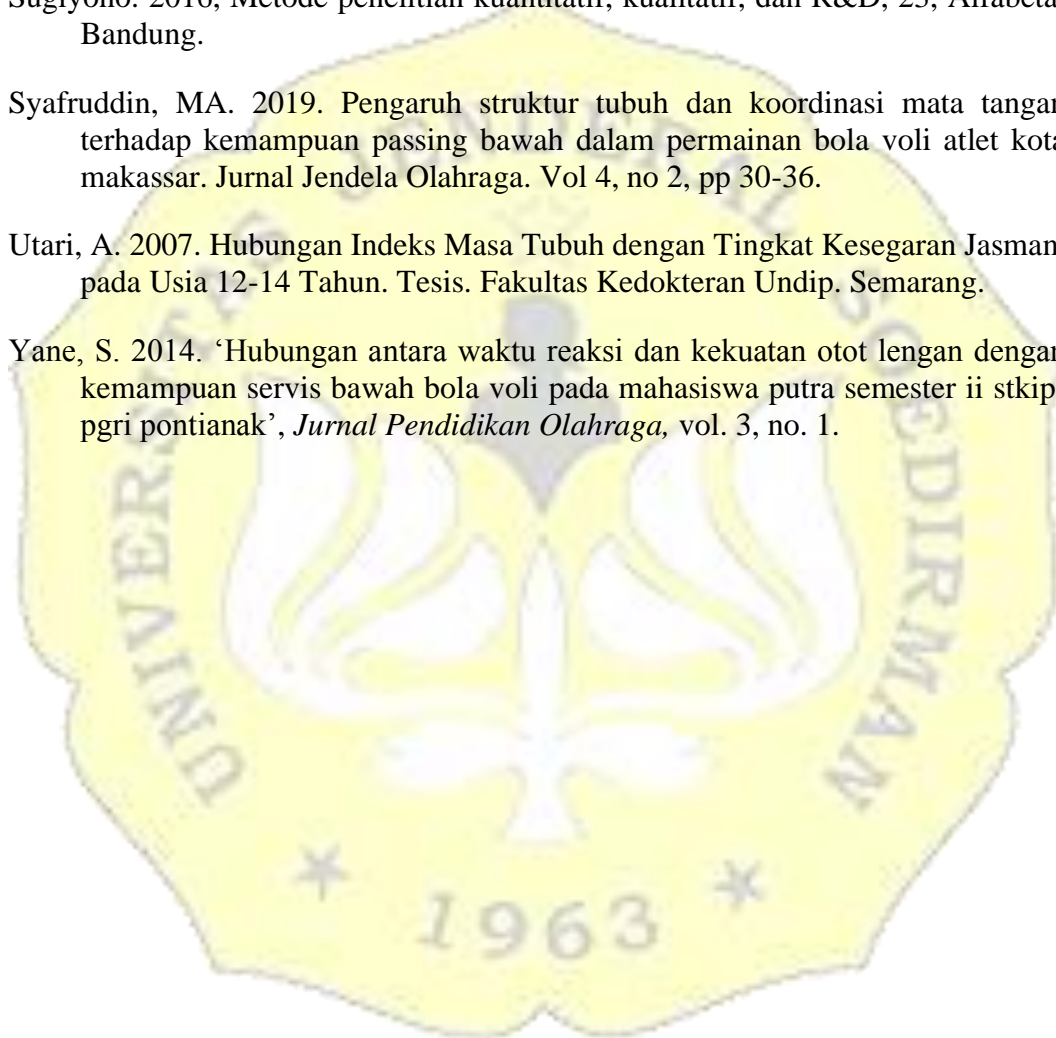 Sugiyono. 2016, Metode penelitian kuantitatif, kualitatif, dan R&D, 23, Alfabeta
Bandung.
Syafruddin, MA. 2019. Pengaruh struktur tubuh dan koordinasi mata tangan
terhadap kemampuan passing bawah dalam permainan bola voli atlet kota
makassar. Jurnal Jendela Olahraga. Vol 4, no 2, pp 30-36.
Utari, A. 2007. Hubungan Indeks Masa Tubuh dengan Tingkat Kesegaran Jasman
pada Usia 12-14 Tahun. Tesis. Fakultas Kedokteran Undip. Semarang.
Yane, S. 2014. ‘Hubungan antara waktu reaksi dan kekuatan otot lengan dengan
kemampuan servis bawah bola voli pada mahasiswa putra semester ii stkip
pgri pontianak’, Jurnal Pendidikan Olahraga, vol. 3, no. 1.
UNIVERSITAS JENDERAL SOEDIRMAN
1963